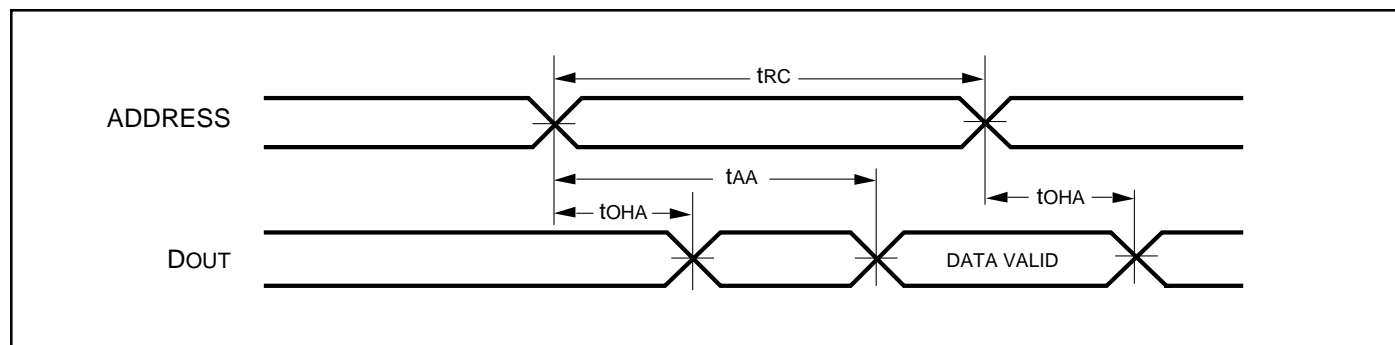 tRC
ADDRESS
tAA
tOHA
tOHA
DOUT
DATA VALID